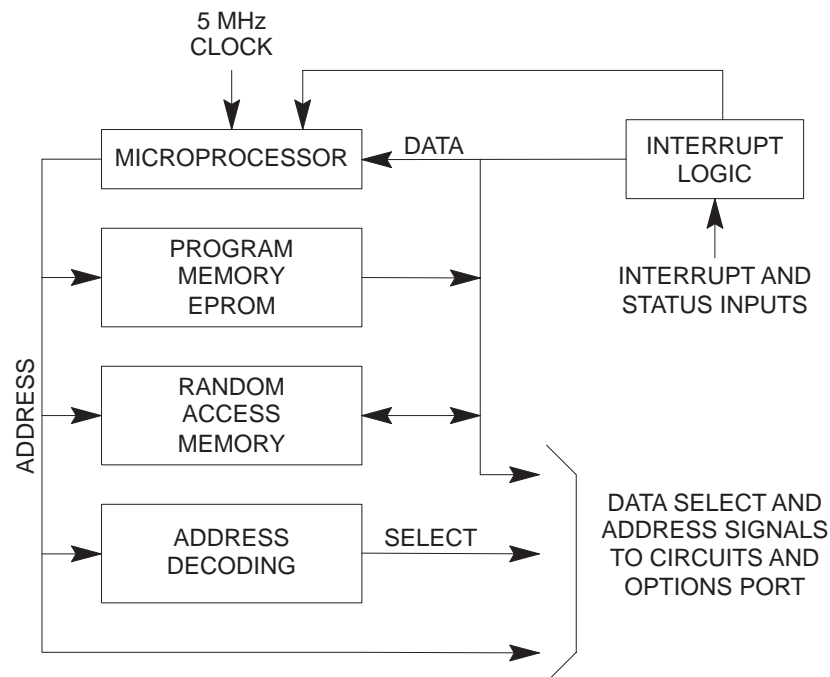 5 MHz
CLOCK
MICROPROCESSOR
DATA
INTERRUPT
LOGIC
PROGRAM
MEMORY
EPROM
INTERRUPT AND
STATUS INPUTS
ADDRESS
RANDOM
ACCESS
MEMORY
ADDRESS
DECODING
SELECT
DATA SELECT AND
ADDRESS SIGNALS
TO CIRCUITS AND
OPTIONS PORT